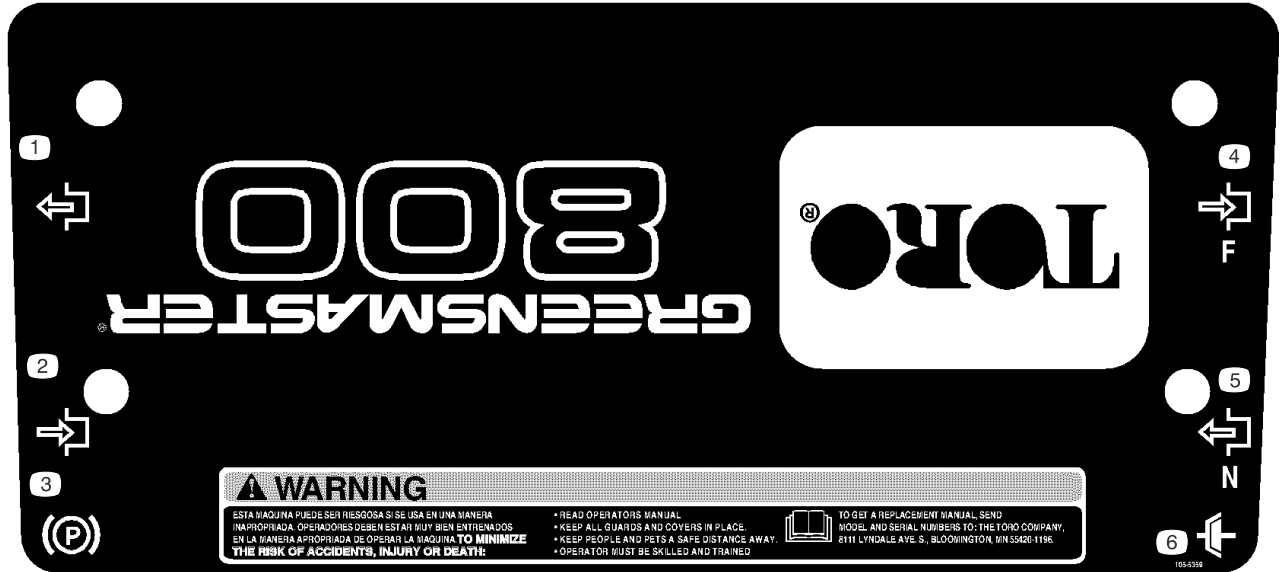 1
2
3
(P)
4
F
5
N
6
TORO®
GREENSMASTER®
800
WARNING
ESTA MAQUINA PUEDE SER RIESGOSA SI SE USA EN UNA MANERA
INAPROPRIADA. OPERADORES DEBEN ESTAR MUY BIEN ENTRENADOS
EN LA MANERA APROPRIADA DE OPERAR LA MAQUINA TO MINIMIZE
THE RISK OF ACCIDENTS, INJURY OR DEATH:
• READ OPERATORS MANUAL
• KEEP ALL GUARDS AND COVERS IN PLACE.
• KEEP PEOPLE AND PETS A SAFE DISTANCE AWAY.
• OPERATOR MUST BE SKILLED AND TRAINED
TO GET A REPLACEMENT MANUAL, SEND
MODEL AND SERIAL NUMBERS TO: THE TORO COMPANY,
8111 LYNDALE AVE. S., BLOOMINGTON, MN 55420-1196.
105-5359